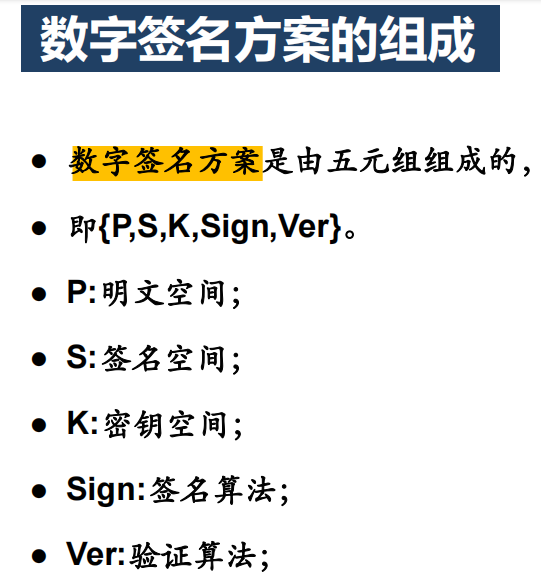 数字签名方案的组成
• 数字签名方案是由五元组组成的，
• 即{P,S,K,Sign,Ver}。
• P:明文空间；
• S:签名空间；
• K:密钥空间；
• Sign:签名算法；
• Ver:验证算法；